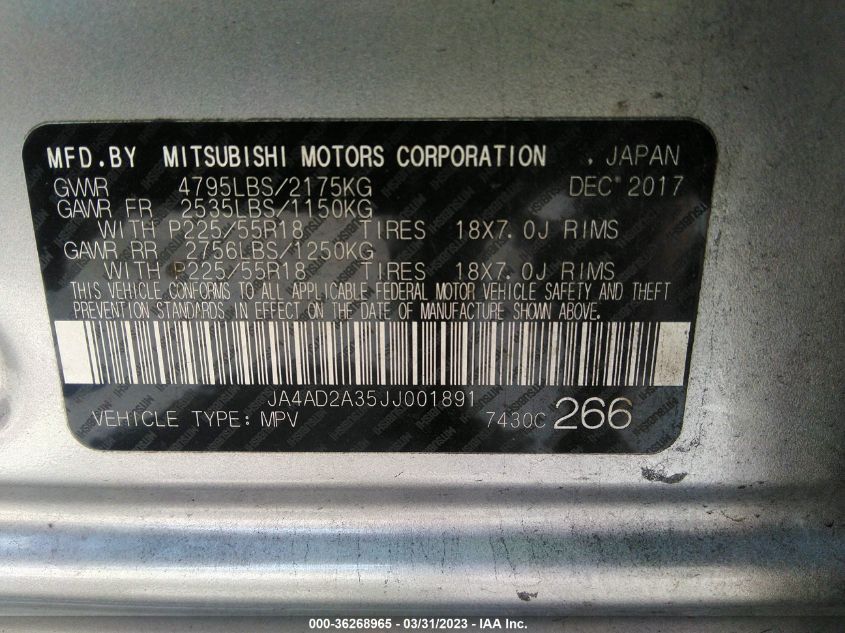 MFD.BY MITSUBISHI MOTORS CORPORATION . JAPAN
GVWR 4795LBS/2175KG DEC* 2017
GAWR FR 2535LBS/1150KG
WITH P225/55R18 TIRES 18X7.0J RIMS
GAWR RR 2756LBS/1250KG
WITH P225/55R18 TIRES 18X7.0J RIMS
THIS VEHICLE CONFORMS TO ALL APPLICABLE FEDERAL MOTOR VEHICLE SAFETY AND THEFT
PREVENTION STANDARDS IN EFFECT ON THE DATE OF MANUFACTURE SHOWN ABOVE.
JA4AD2A35JJ001891
VEHICLE TYPE: MPV 7430C 266
000-36268965 - 03/31/2023 - IAA Inc.